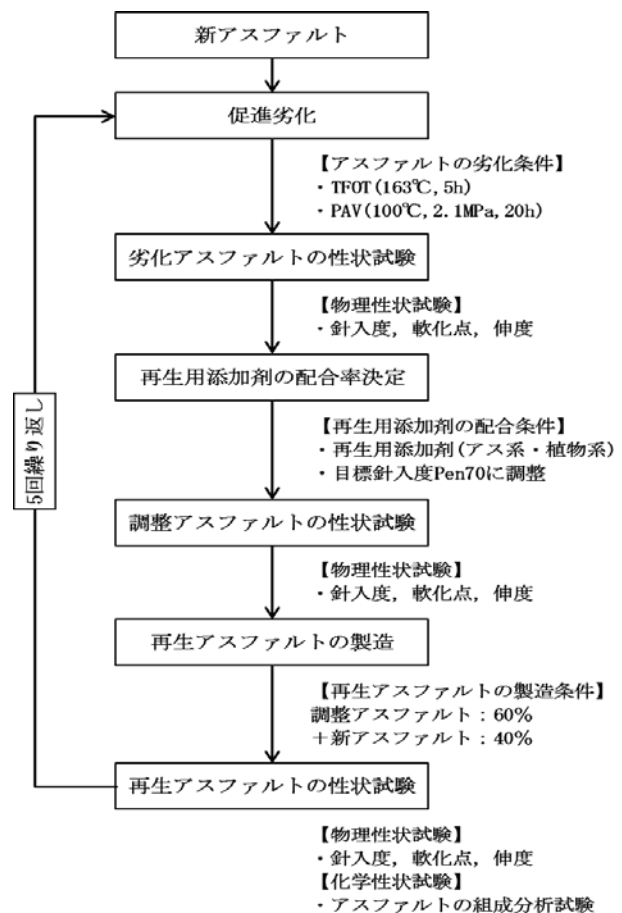 新アスファルト
促進劣化
【アスファルトの劣化条件】
・TFOT(163℃,5h)
・PAV(100℃,2.1MPa,20h)
劣化アスファルトの性状試験
【物理性状試験】
・針入度，軟化点，伸度
再生用添加剤の配合率決定
【再生用添加剤の配合条件】
・再生用添加剤(アス系・植物系)
・目標針入度Pen70に調整
5回繰り返し
調整アスファルトの性状試験
【物理性状試験】
・針入度，軟化点，伸度
再生アスファルトの製造
【再生アスファルトの製造条件】
調整アスファルト：60%
＋新アスファルト：40%
再生アスファルトの性状試験
【物理性状試験】
・針入度，軟化点，伸度
【化学性状試験】
・アスファルトの組成分析試験